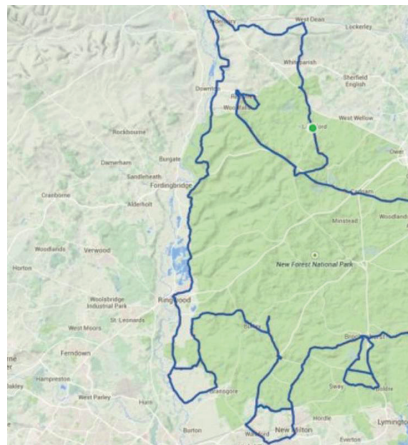 West Dean
Lockerley
Whiteparish
Sherfield
English
Downton
West Wellow
Rockbourne
Damerham
Burgate
Sandleheath
Fordingbridge
Cranborne
Alderholt
Minstead
Woodlands
Verwood
New Forest National Park
Horton
Woolsbridge
Industrial Park
Ringwood
St. Leonards
West Moors
Ferndown
Hampreston
West Parley
Hurn
Sway
Burton
New Milton
Hordle
Everton
Lymington